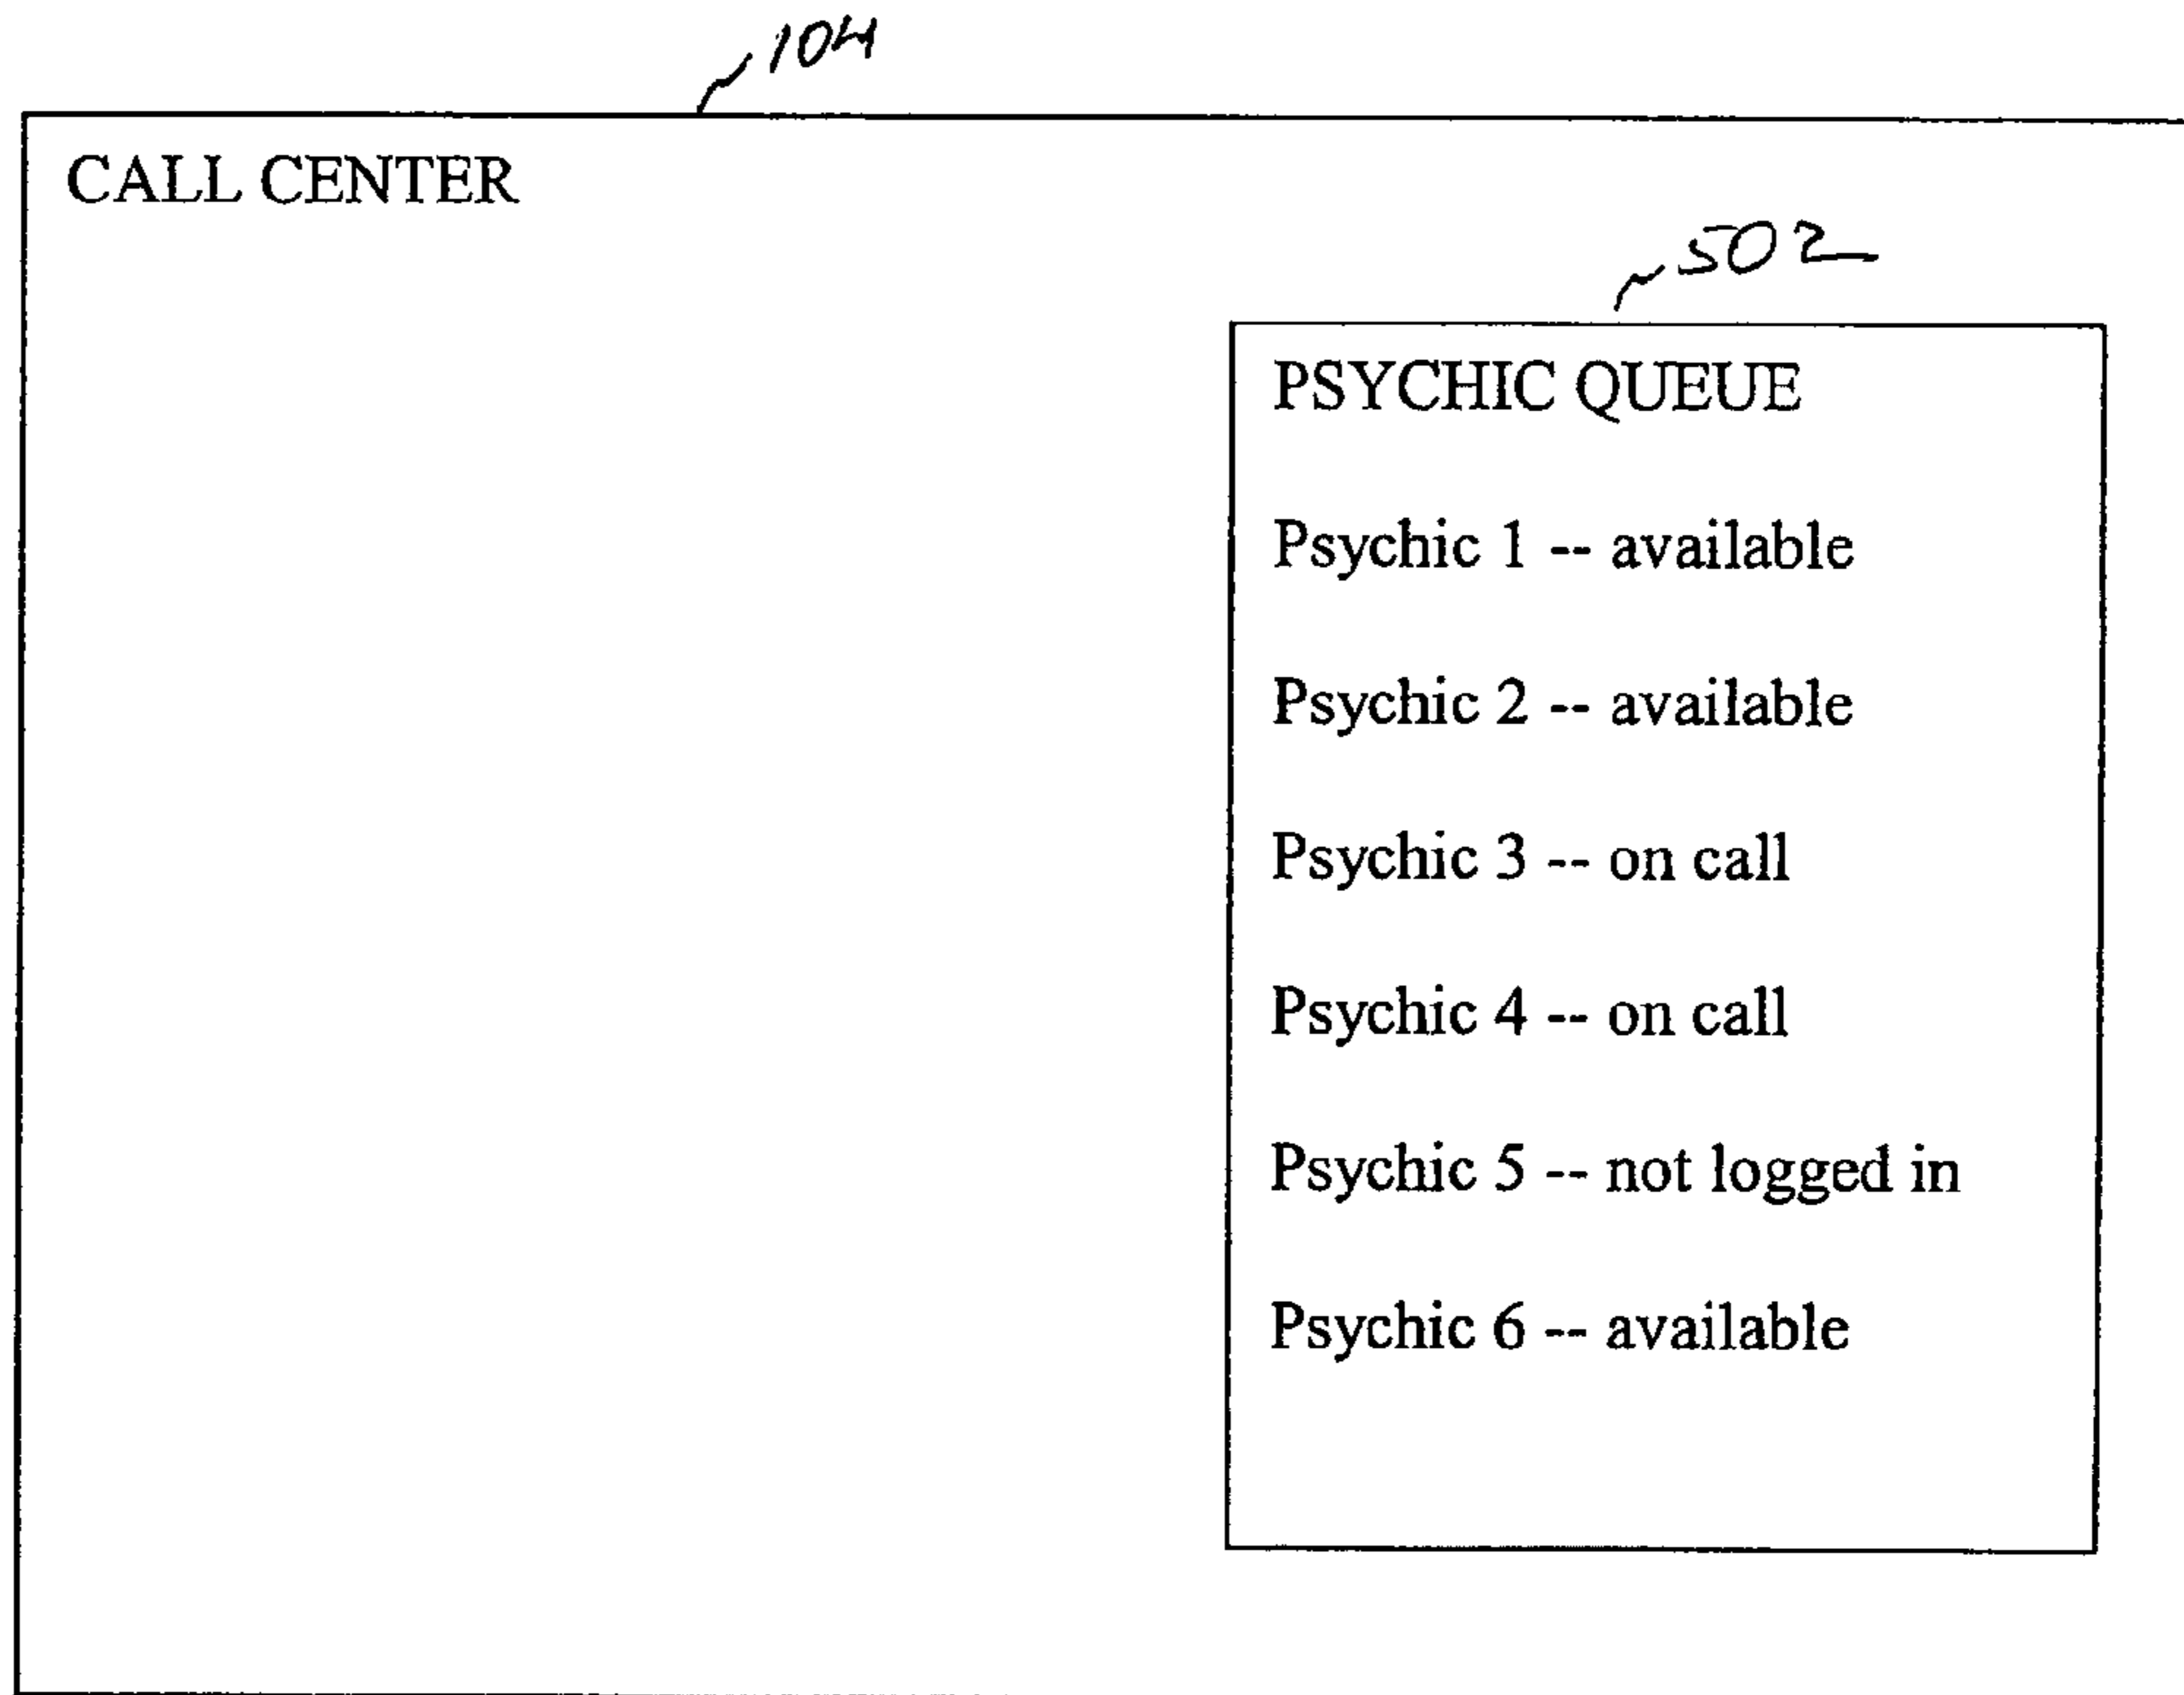 104
CALL CENTER
502
PSYCHIC QUEUE
Psychic 1 -- available
Psychic 2 -- available
Psychic 3 -- on call
Psychic 4 -- on call
Psychic 5 -- not logged in
Psychic 6 -- available